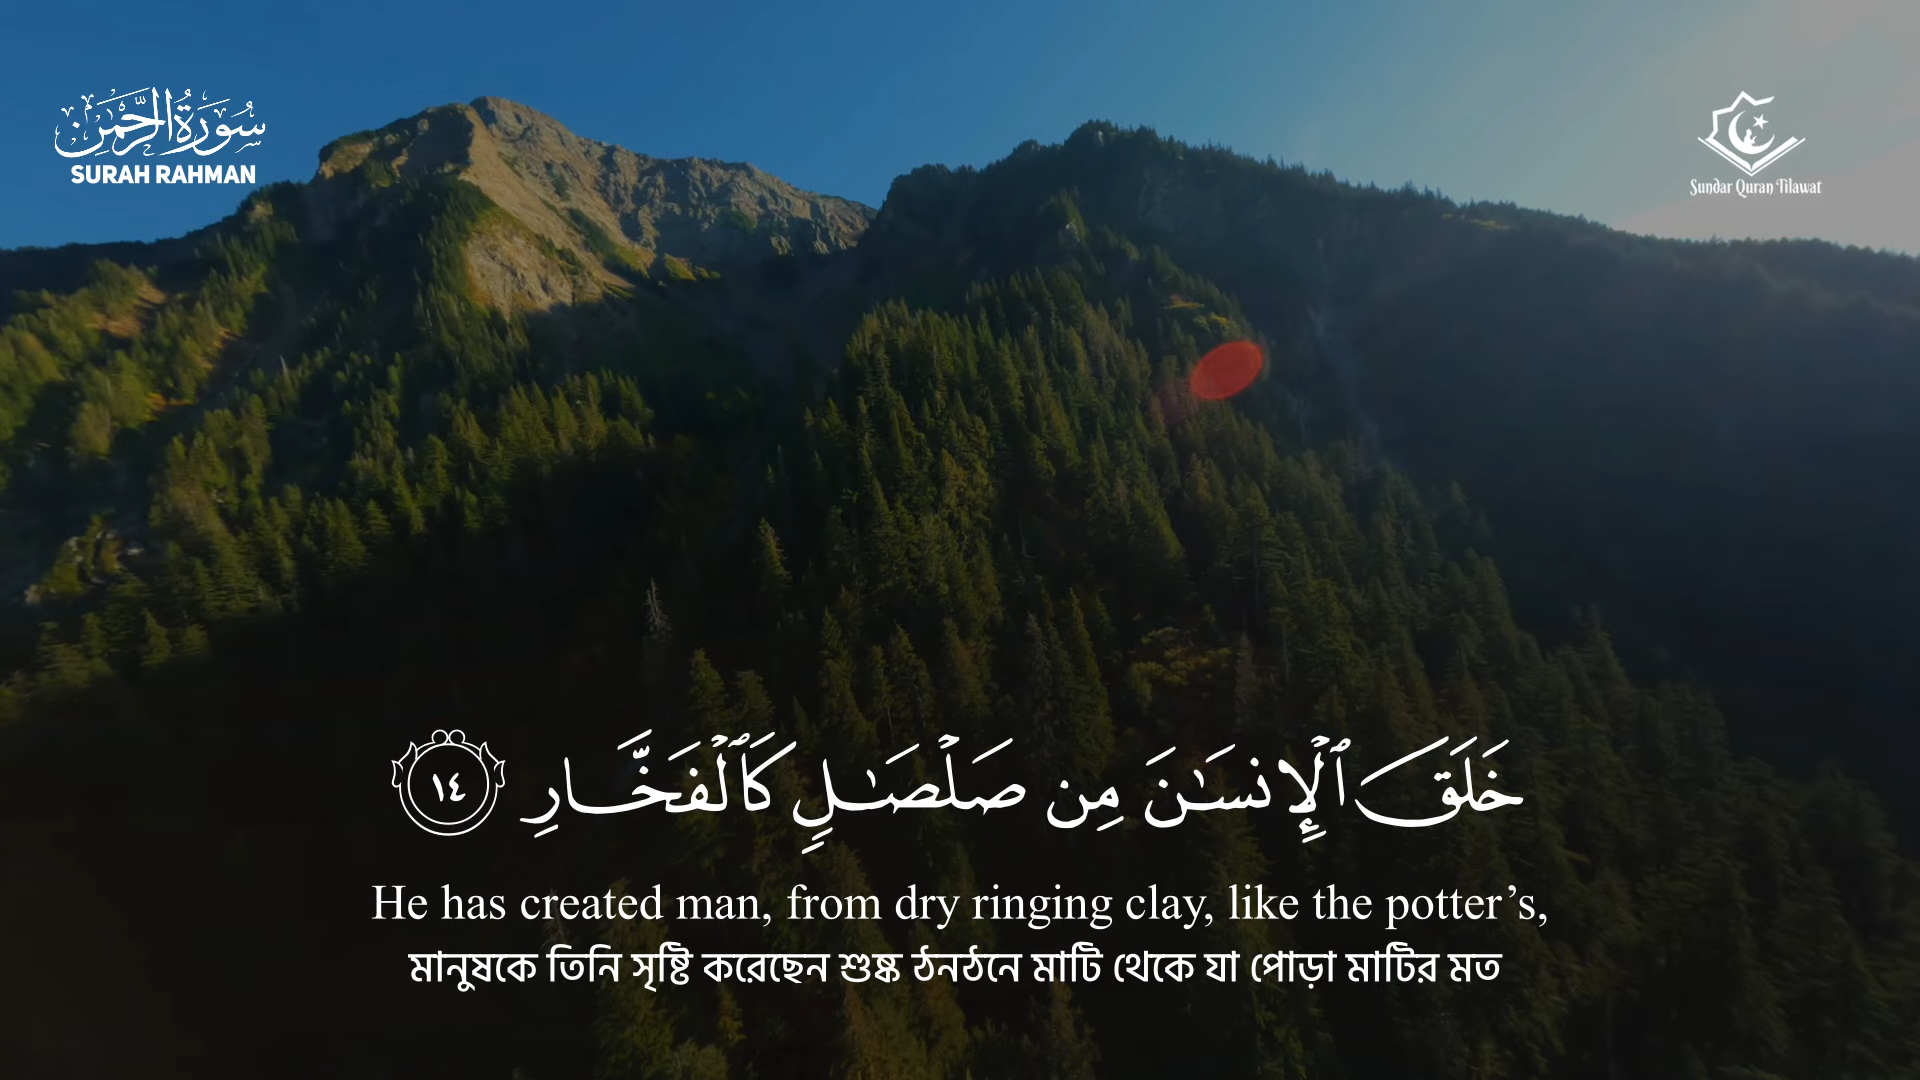 سُورَةُ الرَّحْمٰن
SURAH RAHMAN
Sundar Quran Tilawat
خَلَقَ ٱلْإِنسَـٰنَ مِن صَلْصَـٰلٍ كَٱلْفَخَّارِ ١٤
He has created man, from dry ringing clay, like the potter’s,
মানুষকে তিনি সৃষ্টি করেছেন শুষ্ক ঠনঠনে মাটি থেকে যা পোড়া মাটির মত